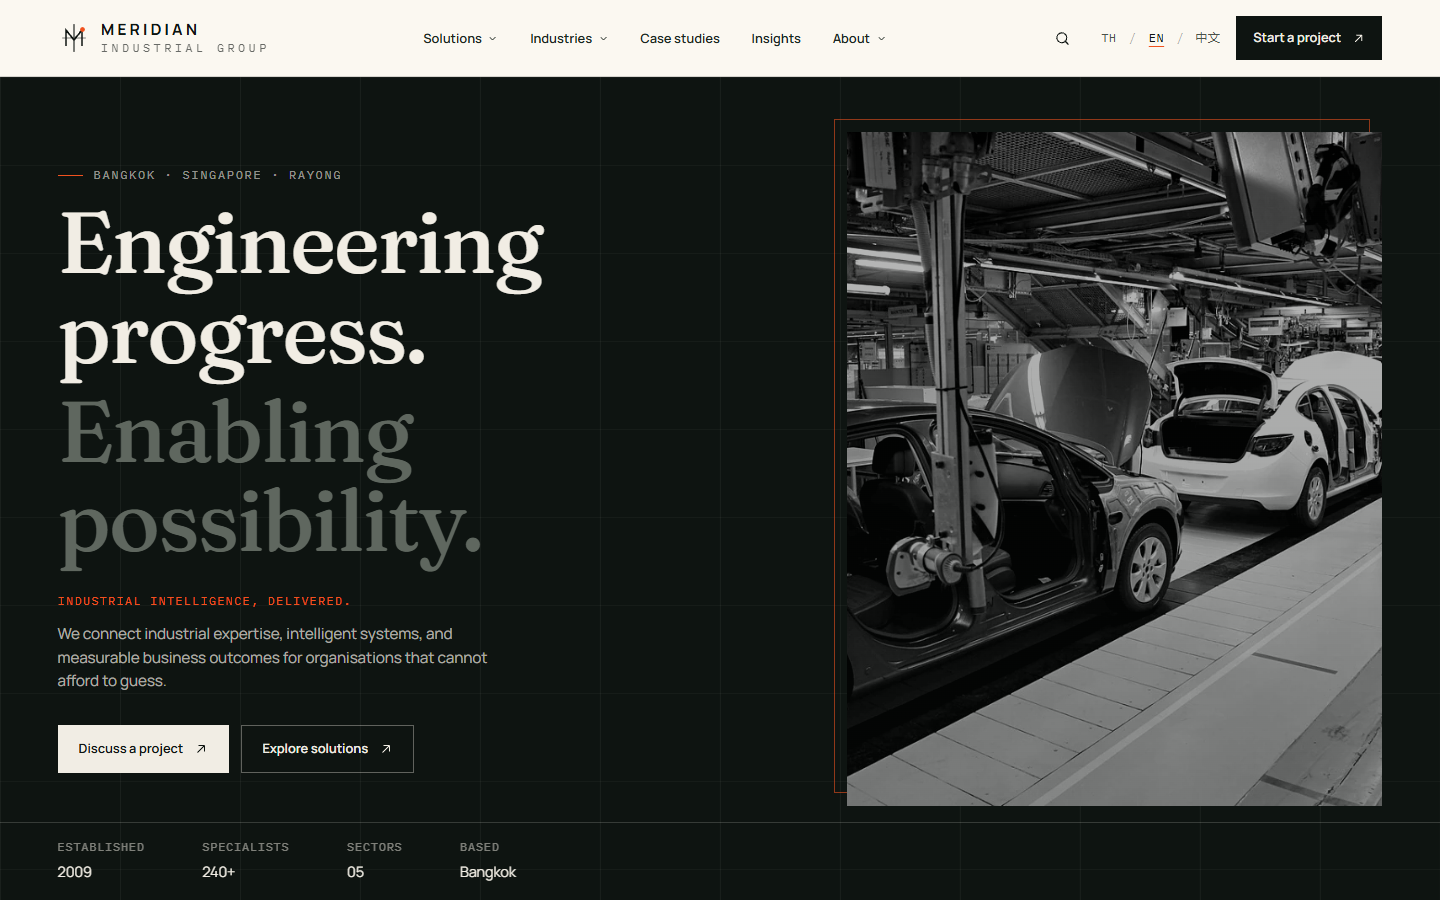 MERIDIAN
INDUSTRIAL GROUP
Solutions
Industries
Case studies
Insights
About
TH / EN / 中文
Start a project
BANGKOK · SINGAPORE · RAYONG
Engineering
progress.
Enabling
possibility.
INDUSTRIAL INTELLIGENCE, DELIVERED.
We connect industrial expertise, intelligent systems, and
measurable business outcomes for organisations that cannot
afford to guess.
Discuss a project
Explore solutions
ESTABLISHED
2009
SPECIALISTS
240+
SECTORS
05
BASED
Bangkok